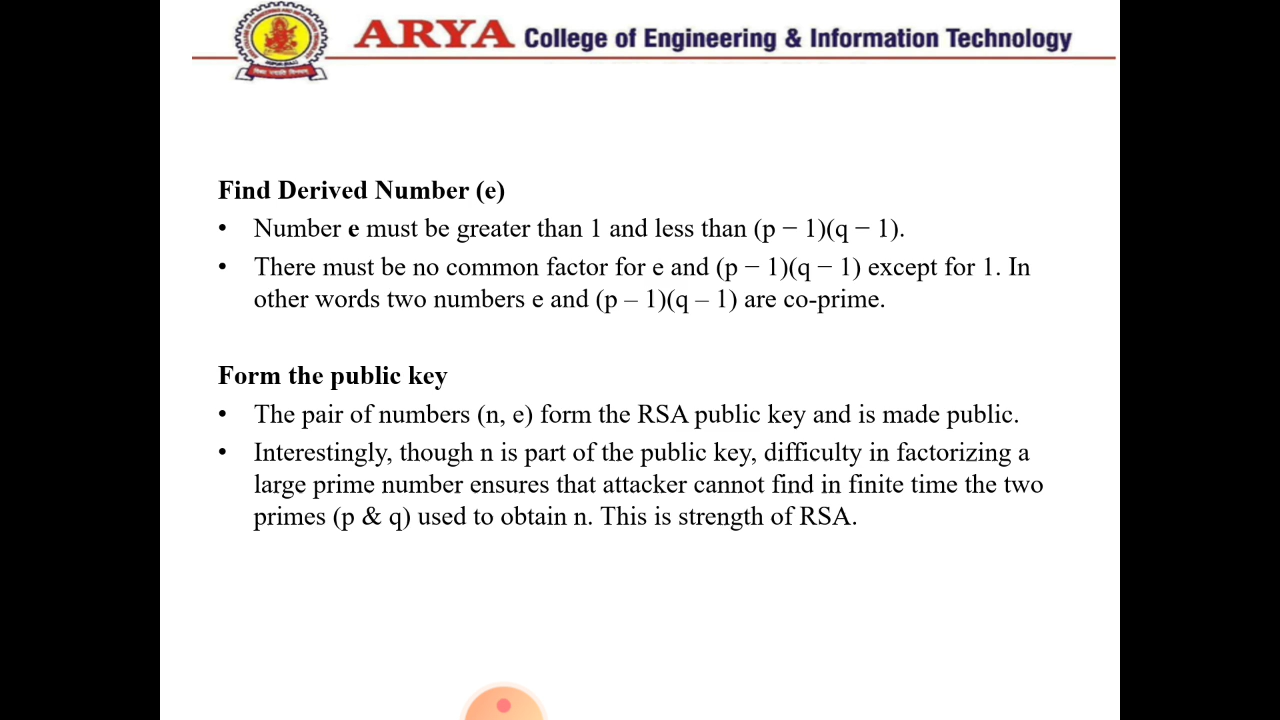 ARYA College of Engineering & Information Technology
Find Derived Number (e)
• Number e must be greater than 1 and less than (p − 1)(q − 1).
• There must be no common factor for e and (p − 1)(q − 1) except for 1. In
other words two numbers e and (p – 1)(q – 1) are co-prime.
Form the public key
• The pair of numbers (n, e) form the RSA public key and is made public.
• Interestingly, though n is part of the public key, difficulty in factorizing a
large prime number ensures that attacker cannot find in finite time the two
primes (p & q) used to obtain n. This is strength of RSA.